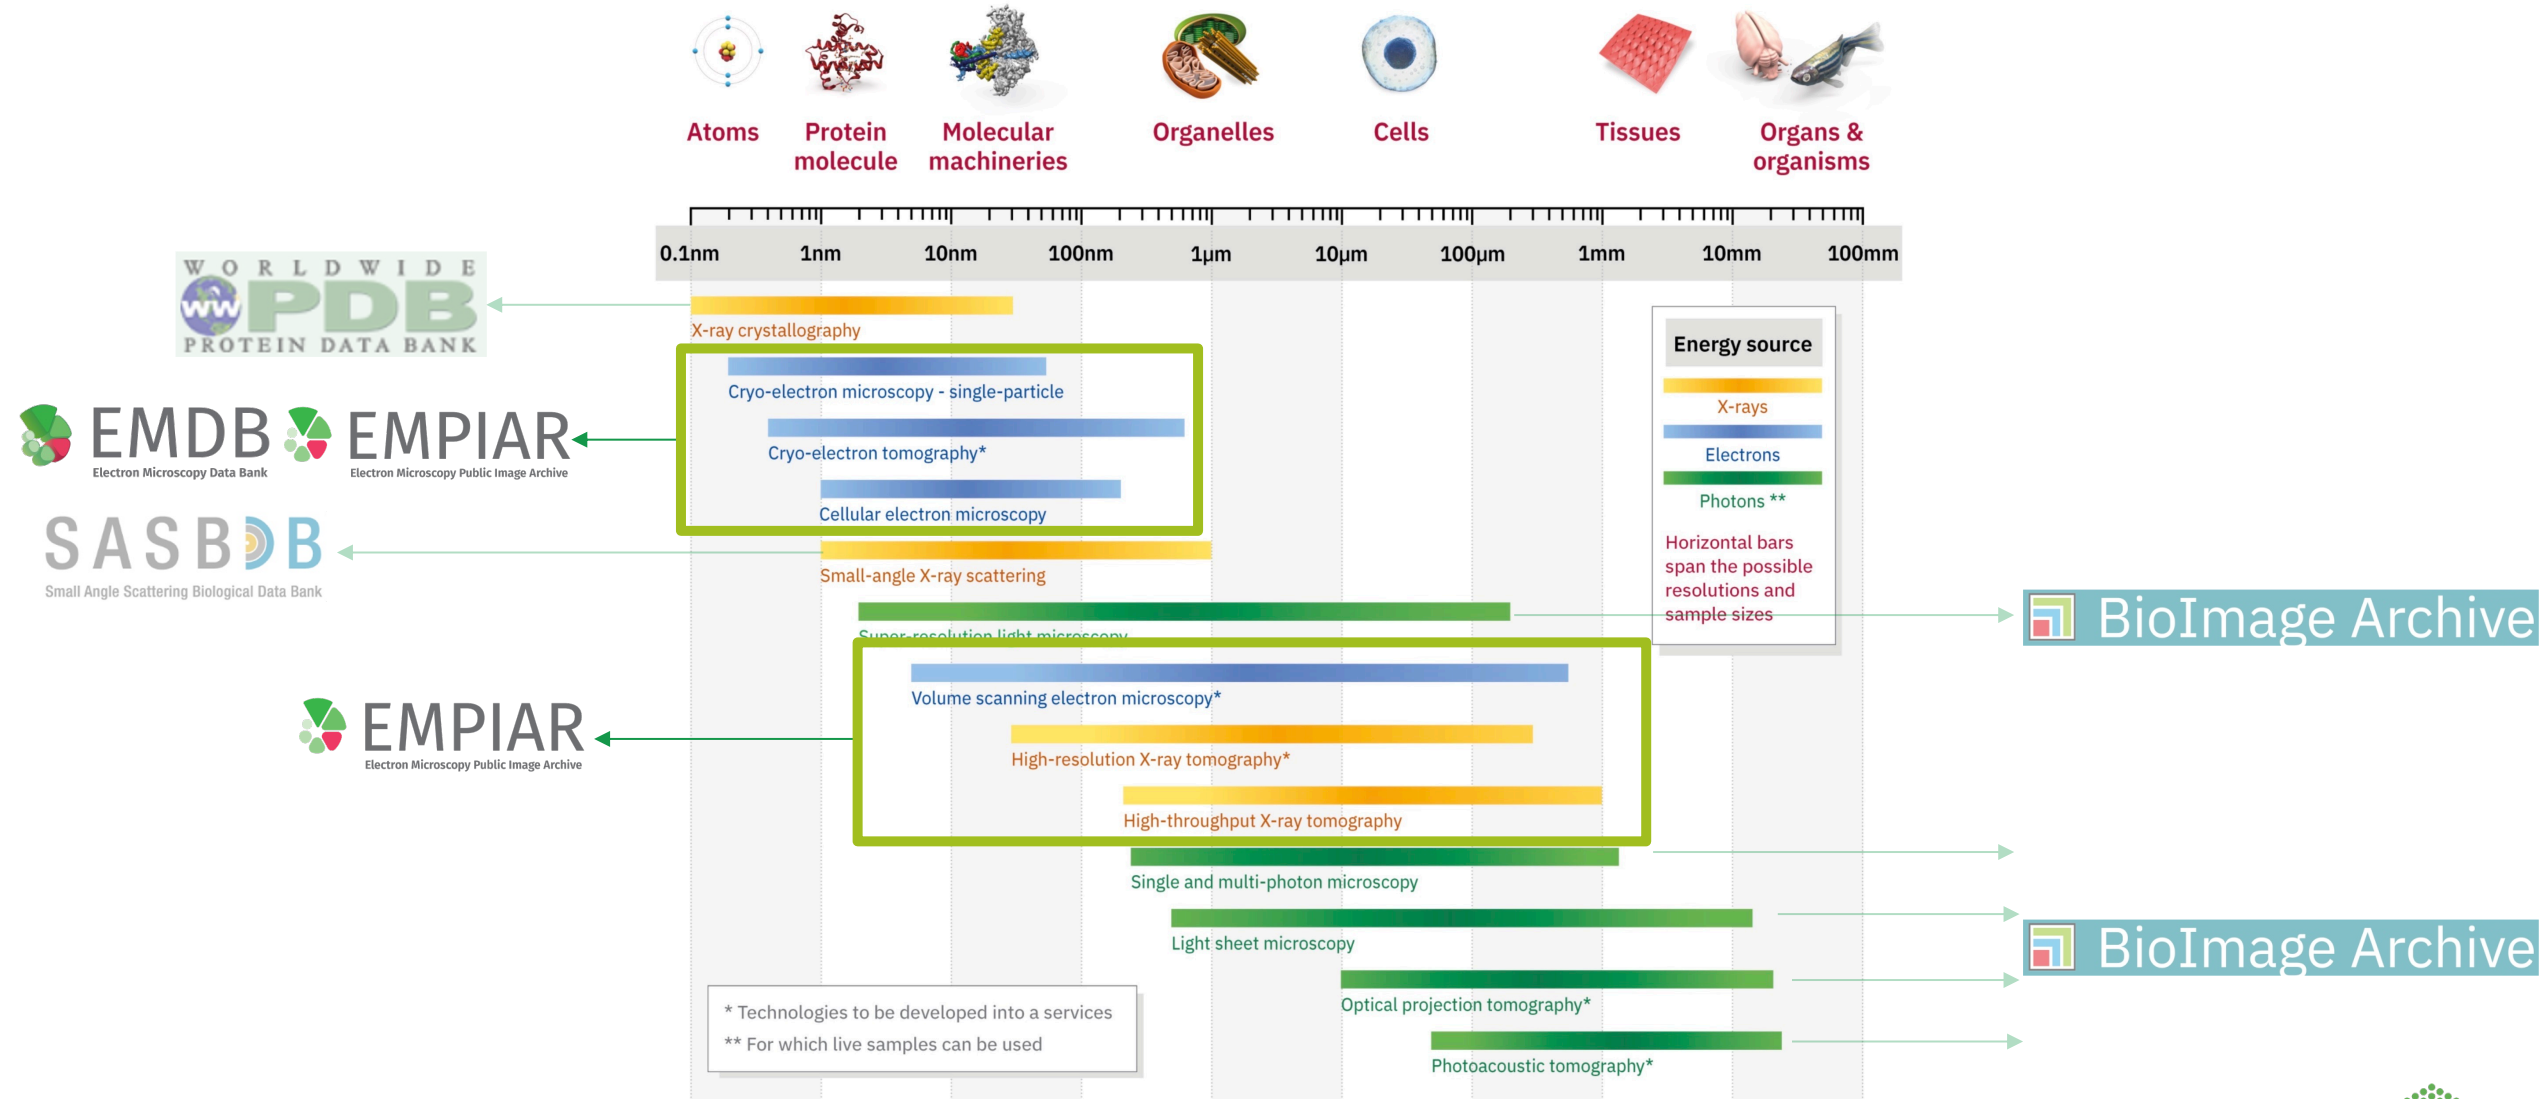 Atoms
Protein
molecule
Molecular
machineries
Organelles
Cells
Tissues
Organs &
organisms
0.1nm 1nm 10nm 100nm 1µm 10µm 100µm 1mm 10mm 100mm
WORLDWIDE
ww PDB
PROTEIN DATA BANK
X-ray crystallography
Cryo-electron microscopy - single-particle
EMDB
Electron Microscopy Data Bank
EMPIAR
Electron Microscopy Public Image Archive
Cryo-electron tomography*
Cellular electron microscopy
SASBDB
Small Angle Scattering Biological Data Bank
Small-angle X-ray scattering
Super-resolution light microscopy
BioImage Archive
Energy source
X-rays
Electrons
Photons **
Horizontal bars
span the possible
resolutions and
sample sizes
EMPIAR
Electron Microscopy Public Image Archive
Volume scanning electron microscopy*
High-resolution X-ray tomography*
High-throughput X-ray tomography
Single and multi-photon microscopy
Light sheet microscopy
BioImage Archive
Optical projection tomography*
Photoacoustic tomography*
* Technologies to be developed into a services
** For which live samples can be used